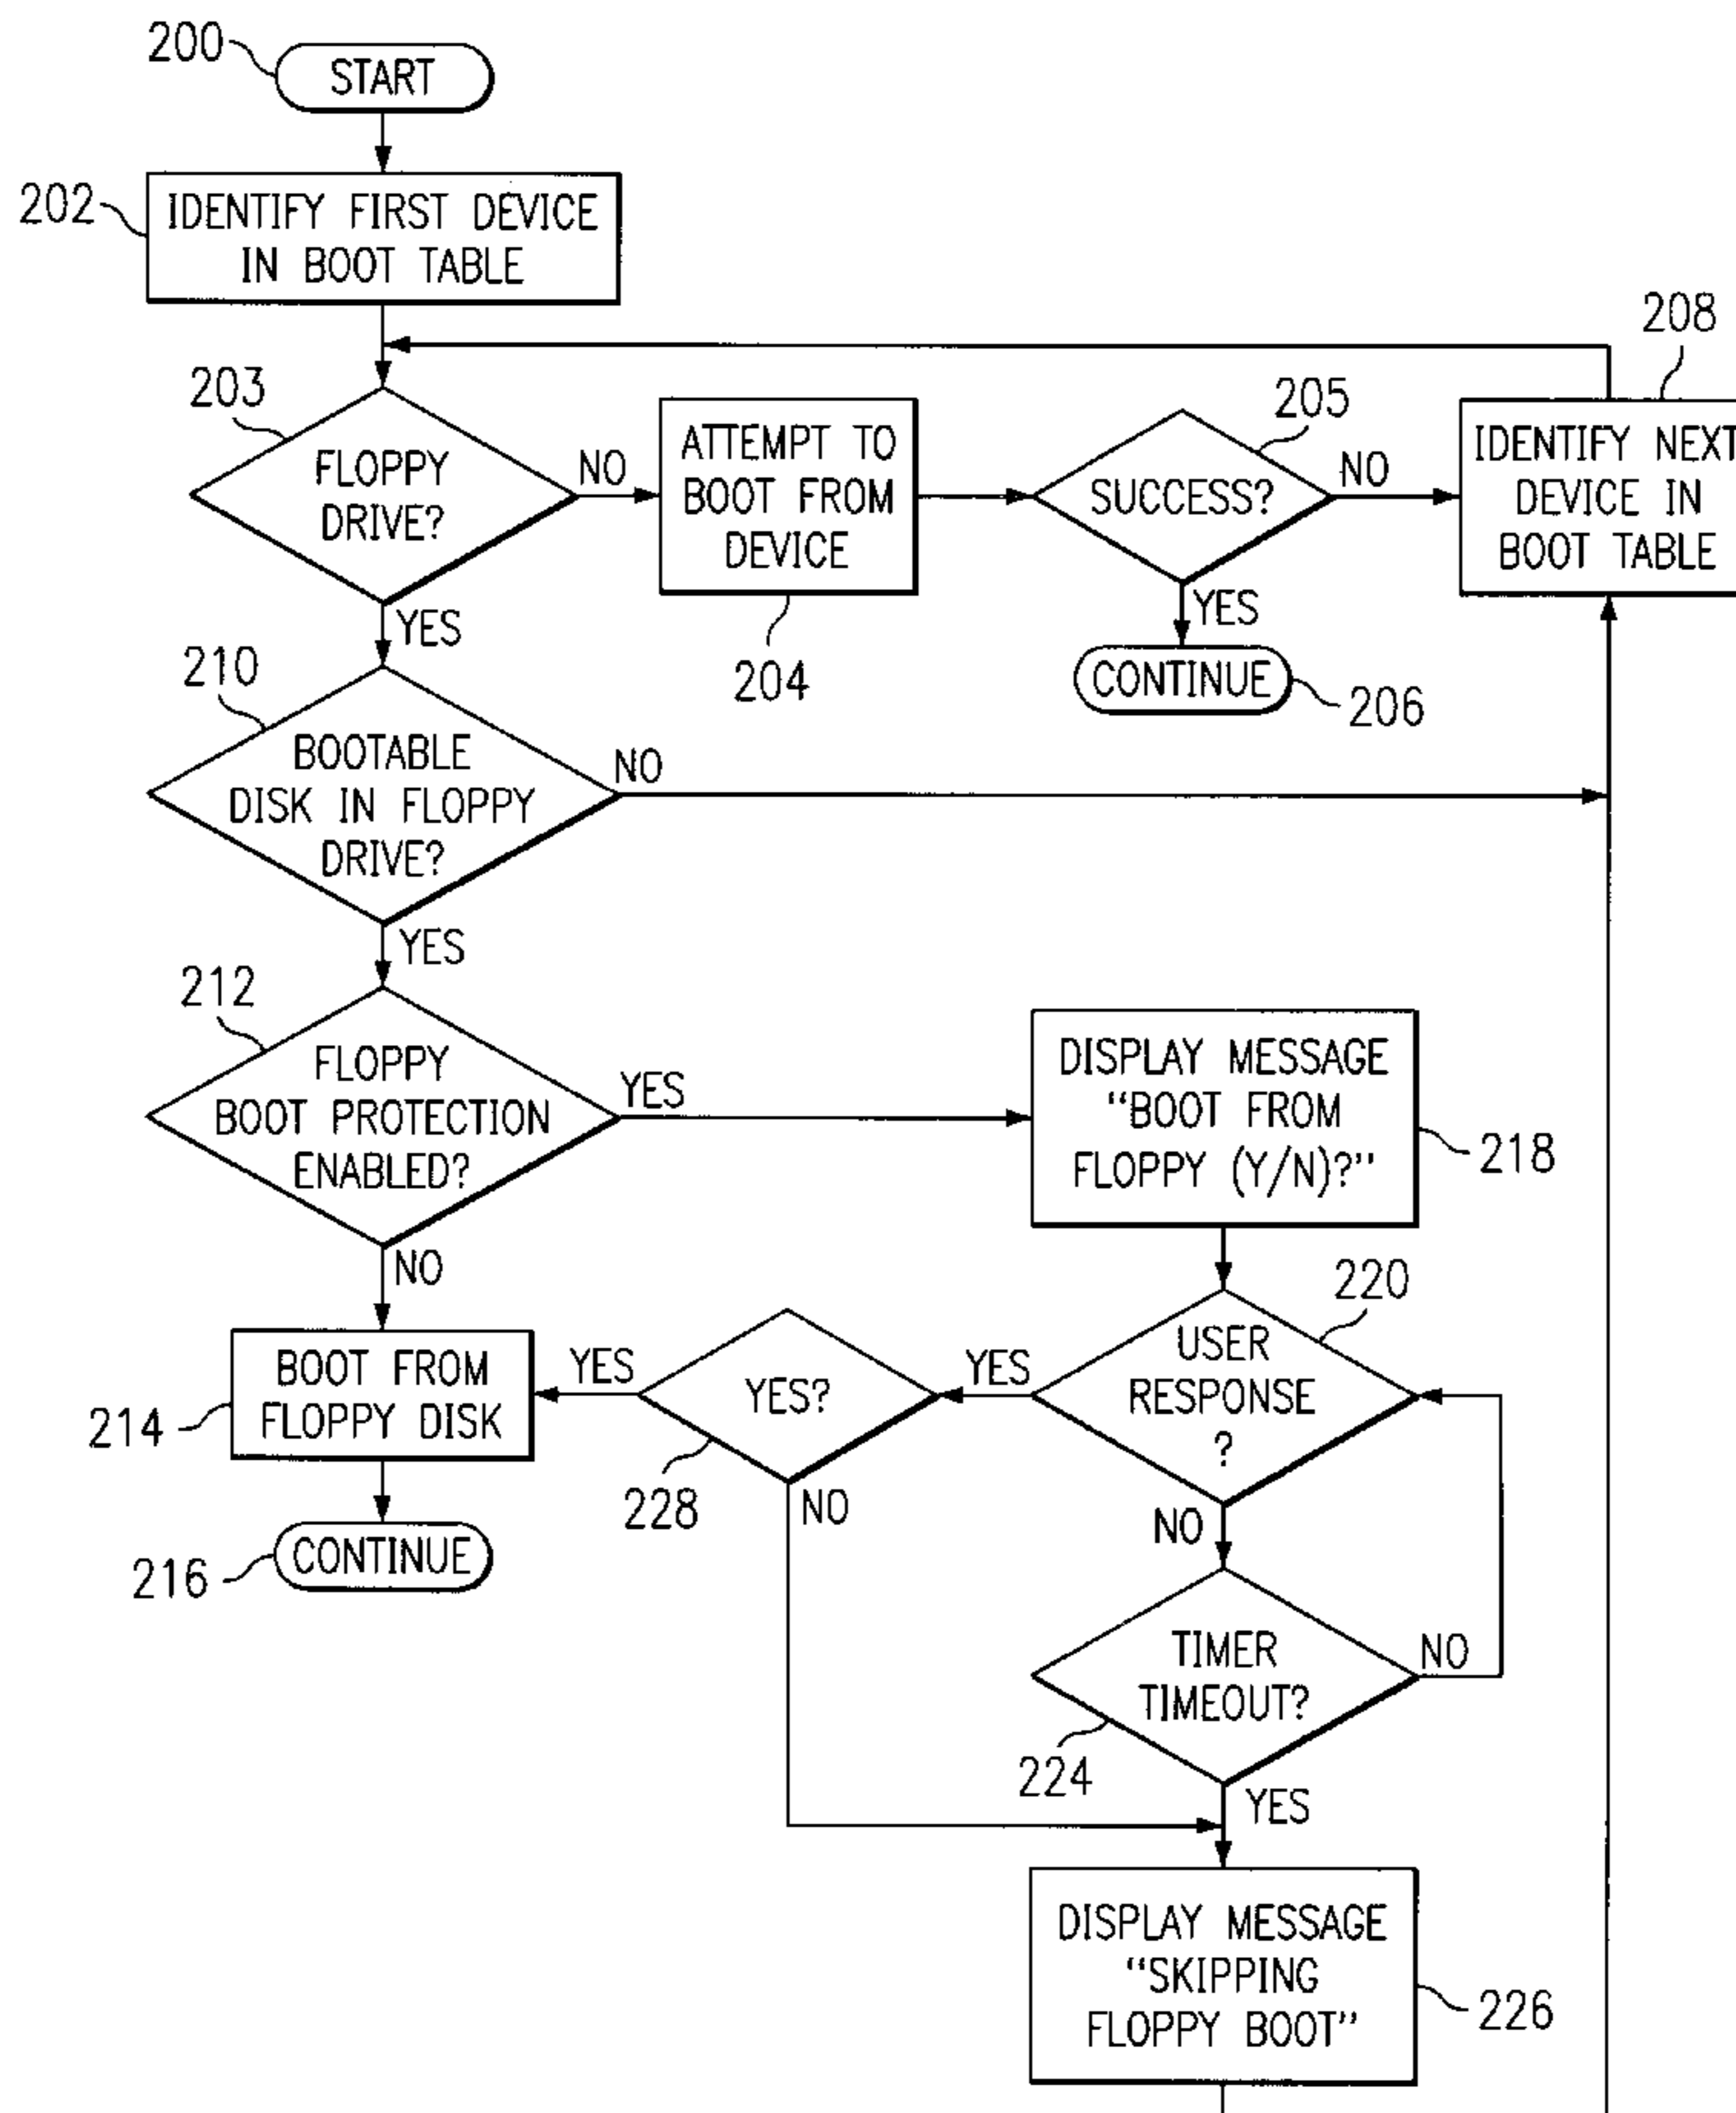 200
START
202
IDENTIFY FIRST DEVICE
IN BOOT TABLE
208
203
FLOPPY
DRIVE?
NO
ATTEMPT TO
BOOT FROM
DEVICE
204
205
SUCCESS?
NO
IDENTIFY NEXT
DEVICE IN
BOOT TABLE
YES
CONTINUE
206
YES
210
BOOTABLE
DISK IN FLOPPY
DRIVE?
NO
YES
212
FLOPPY
BOOT PROTECTION
ENABLED?
YES
DISPLAY MESSAGE
“BOOT FROM
FLOPPY (Y/N)?”
218
NO
220
USER
RESPONSE
?
YES
YES?
228
YES
BOOT FROM
FLOPPY DISK
214
CONTINUE
216
NO
NO
TIMER
TIMEOUT?
NO
224
YES
DISPLAY MESSAGE
“SKIPPING
FLOPPY BOOT”
226